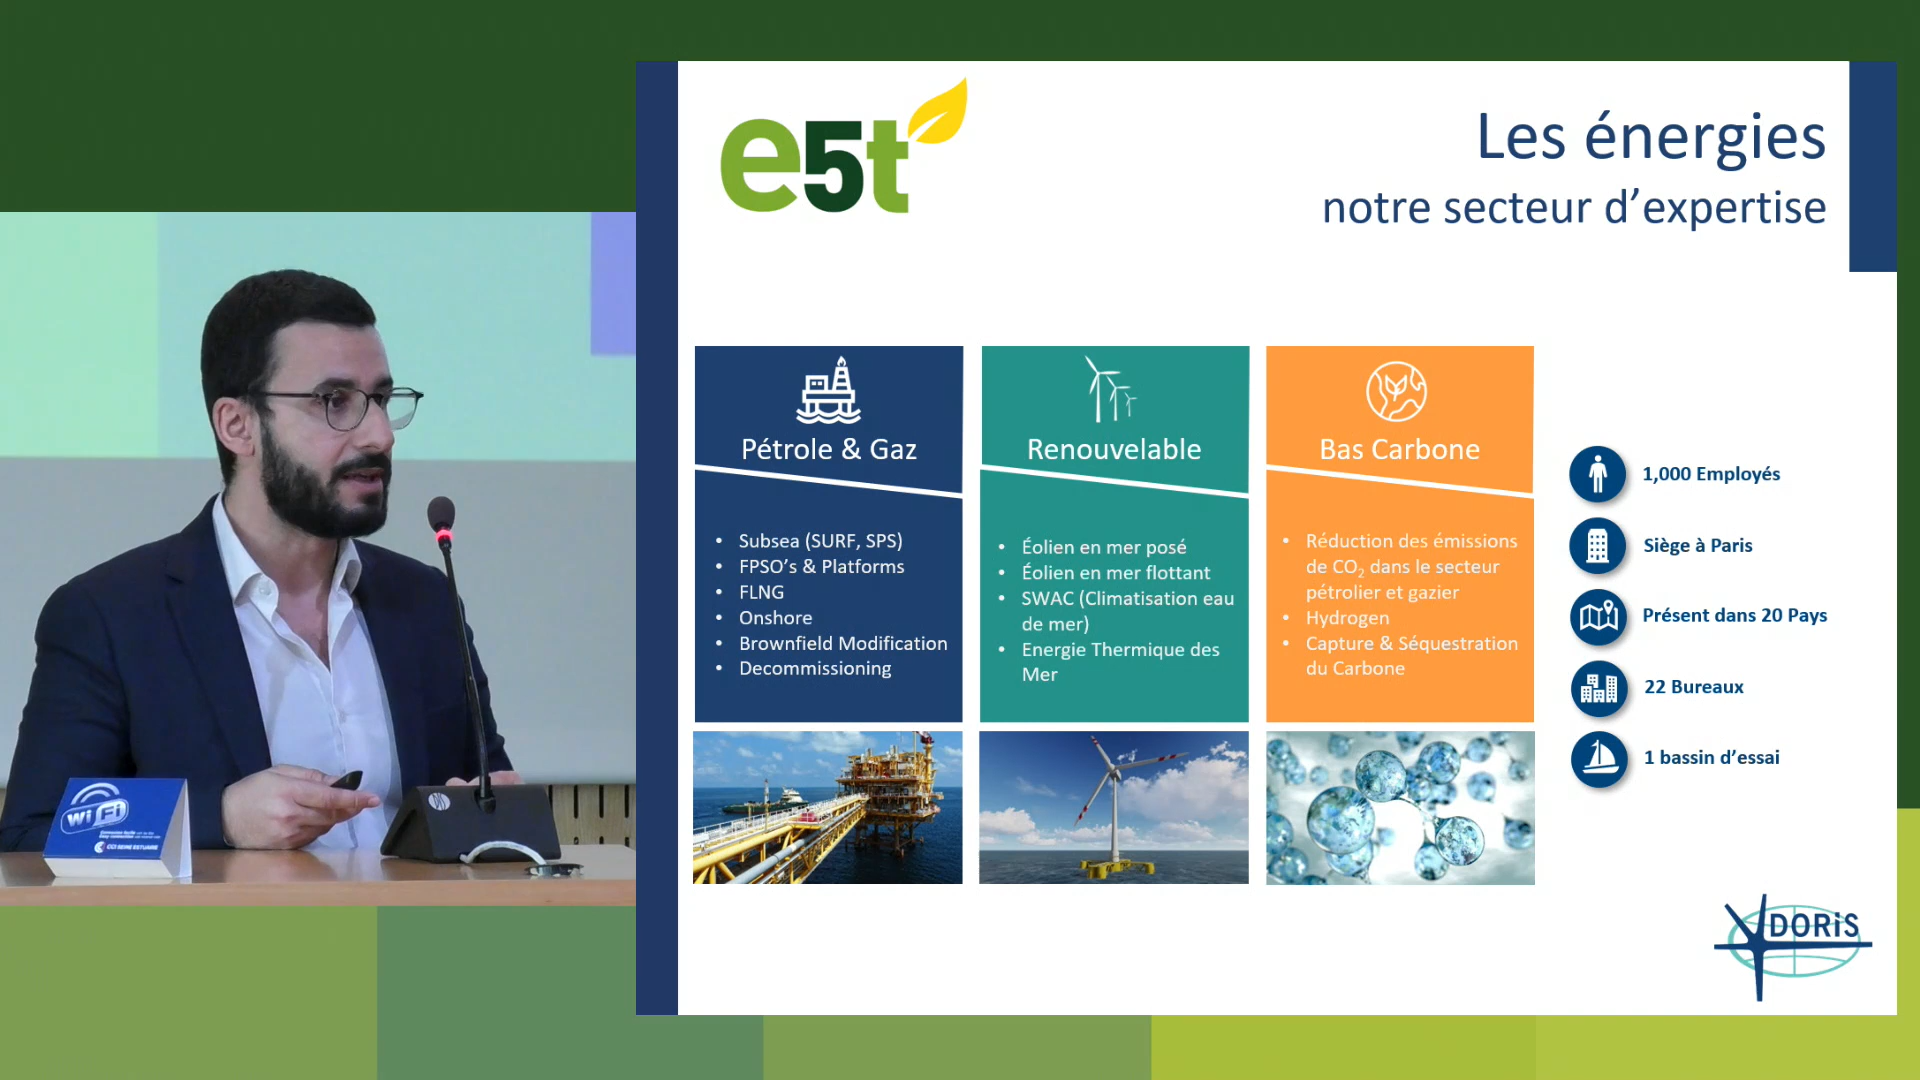 e5t
Les énergies
notre secteur d’expertise
Pétrole & Gaz
• Subsea (SURF, SPS)
• FPSO’s & Platforms
• FLNG
• Onshore
• Brownfield Modification
• Decommissioning
Renouvelable
• Éolien en mer posé
• Éolien en mer flottant
• SWAC (Climatisation eau
de mer)
• Energie Thermique des
Mer
Bas Carbone
• Réduction des émissions
de CO₂ dans le secteur
pétrolier et gazier
• Hydrogen
• Capture & Séquestration
du Carbone
1,000 Employés
Siège à Paris
Présent dans 20 Pays
22 Bureaux
1 bassin d’essai
DORiS
Wi Fi
CCI SEINE ESTUAIRE